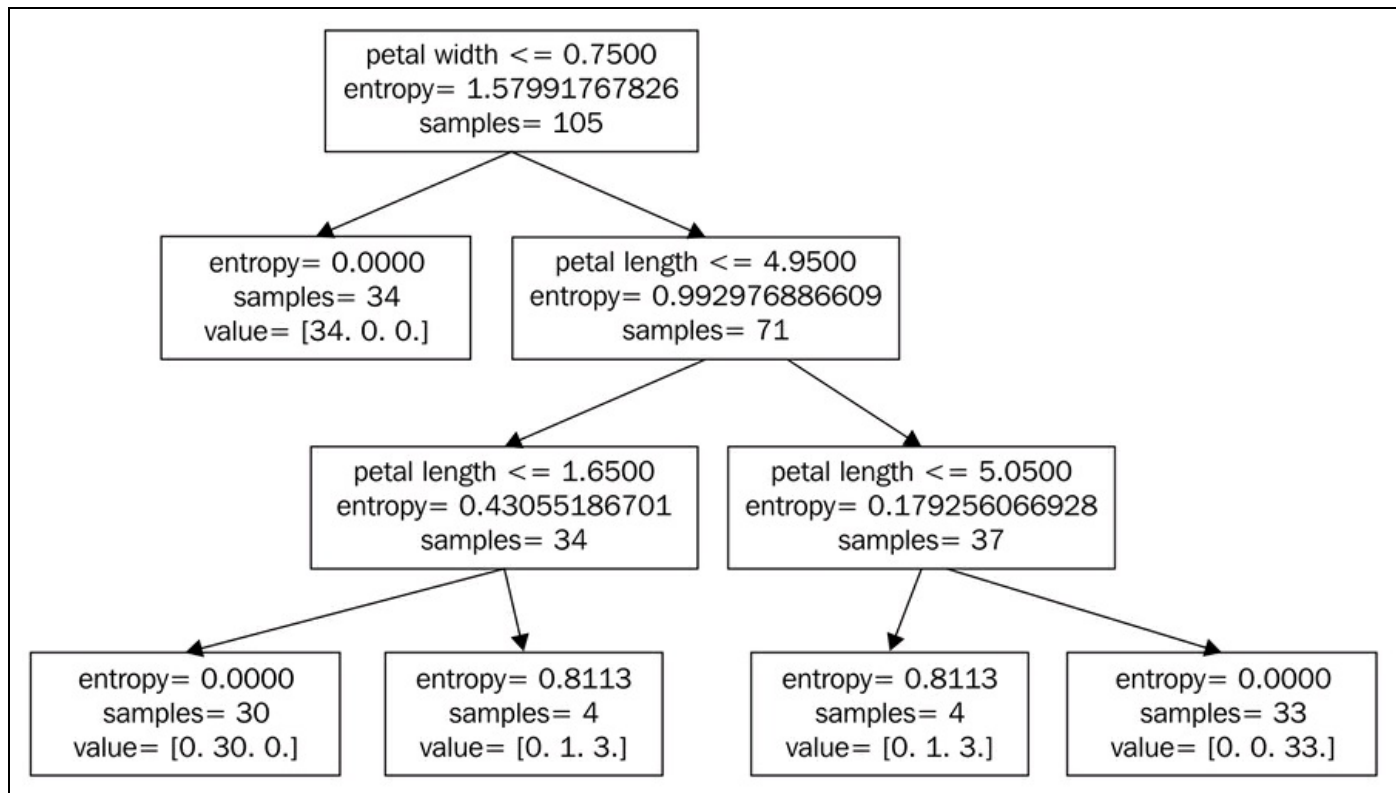 petal width <= 0.7500
entropy= 1.57991767826
samples= 105
entropy= 0.0000
samples= 34
value= [34. 0. 0.]
petal length <= 4.9500
entropy= 0.992976886609
samples= 71
petal length <= 1.6500
entropy= 0.43055186701
samples= 34
petal length <= 5.0500
entropy= 0.179256066928
samples= 37
entropy= 0.0000
samples= 30
value= [0. 30. 0.]
entropy= 0.8113
samples= 4
value= [0. 1. 3.]
entropy= 0.8113
samples= 4
value= [0. 1. 3.]
entropy= 0.0000
samples= 33
value= [0. 0. 33.]